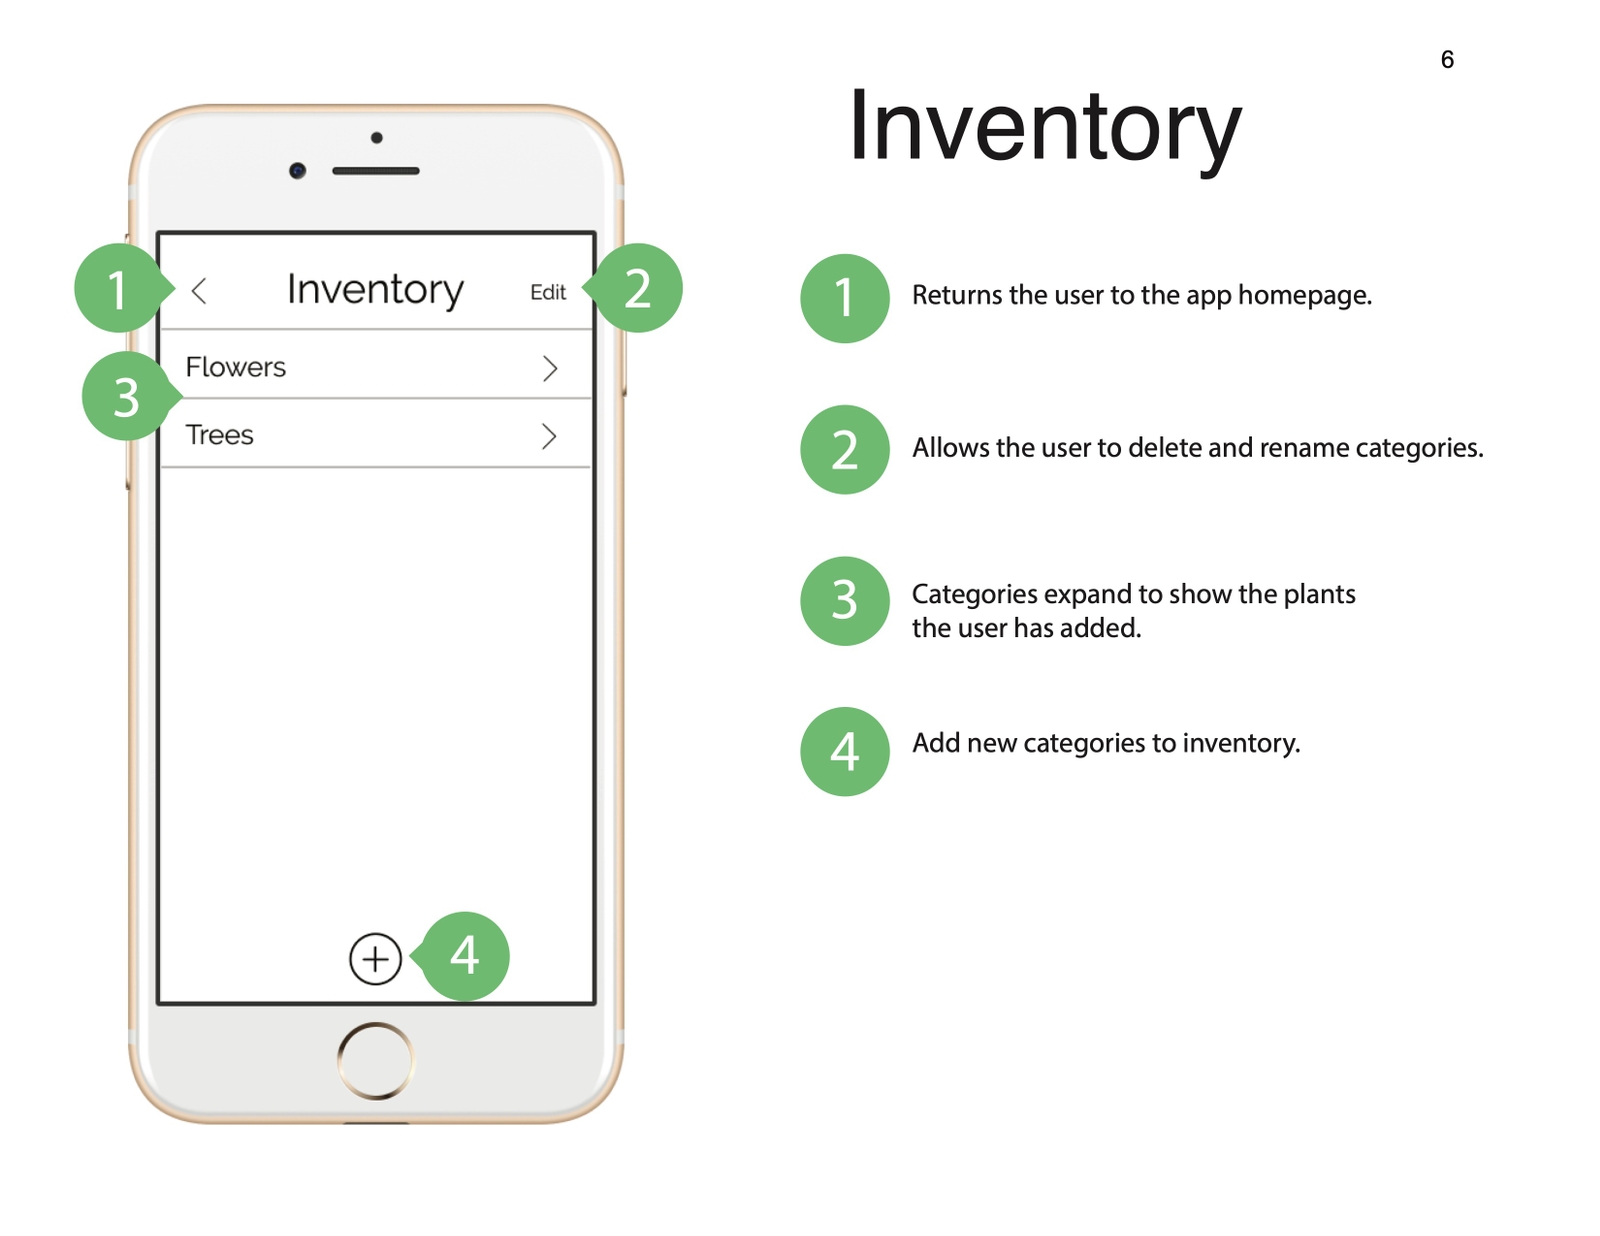 6
Inventory
1 Returns the user to the app homepage.
2 Allows the user to delete and rename categories.
3 Categories expand to show the plants
the user has added.
4 Add new categories to inventory.
1 < Inventory Edit 2
Flowers >
3
Trees >
+ 4